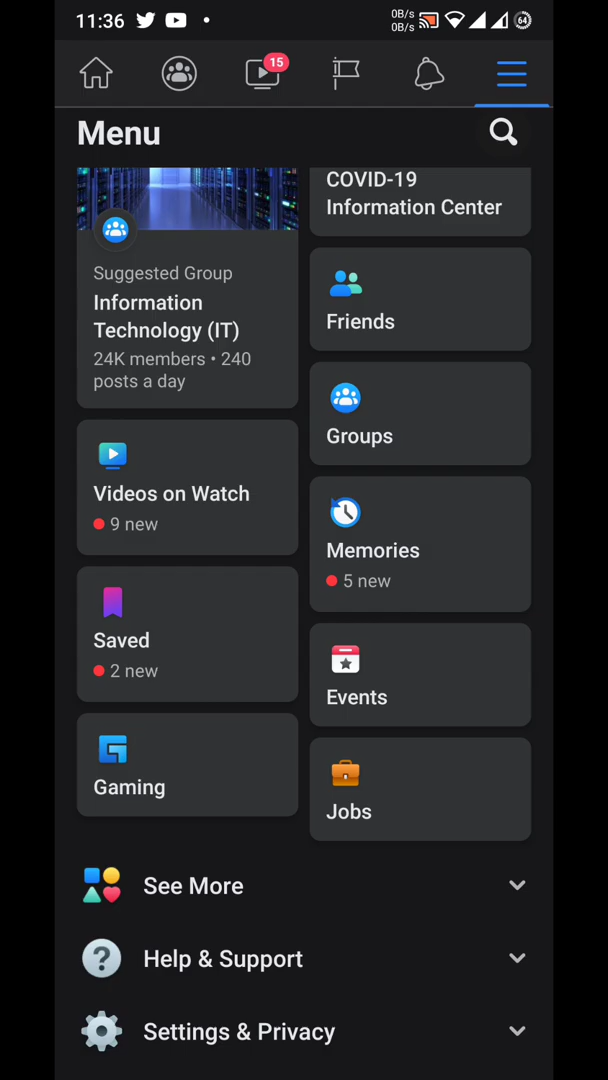 11:36
0B/s
0B/s
64
15
Menu
COVID-19
Information Center
Suggested Group
Information
Technology (IT)
24K members • 240
posts a day
Friends
Groups
Videos on Watch
9 new
Memories
5 new
Saved
2 new
Events
Gaming
Jobs
See More
Help & Support
Settings & Privacy